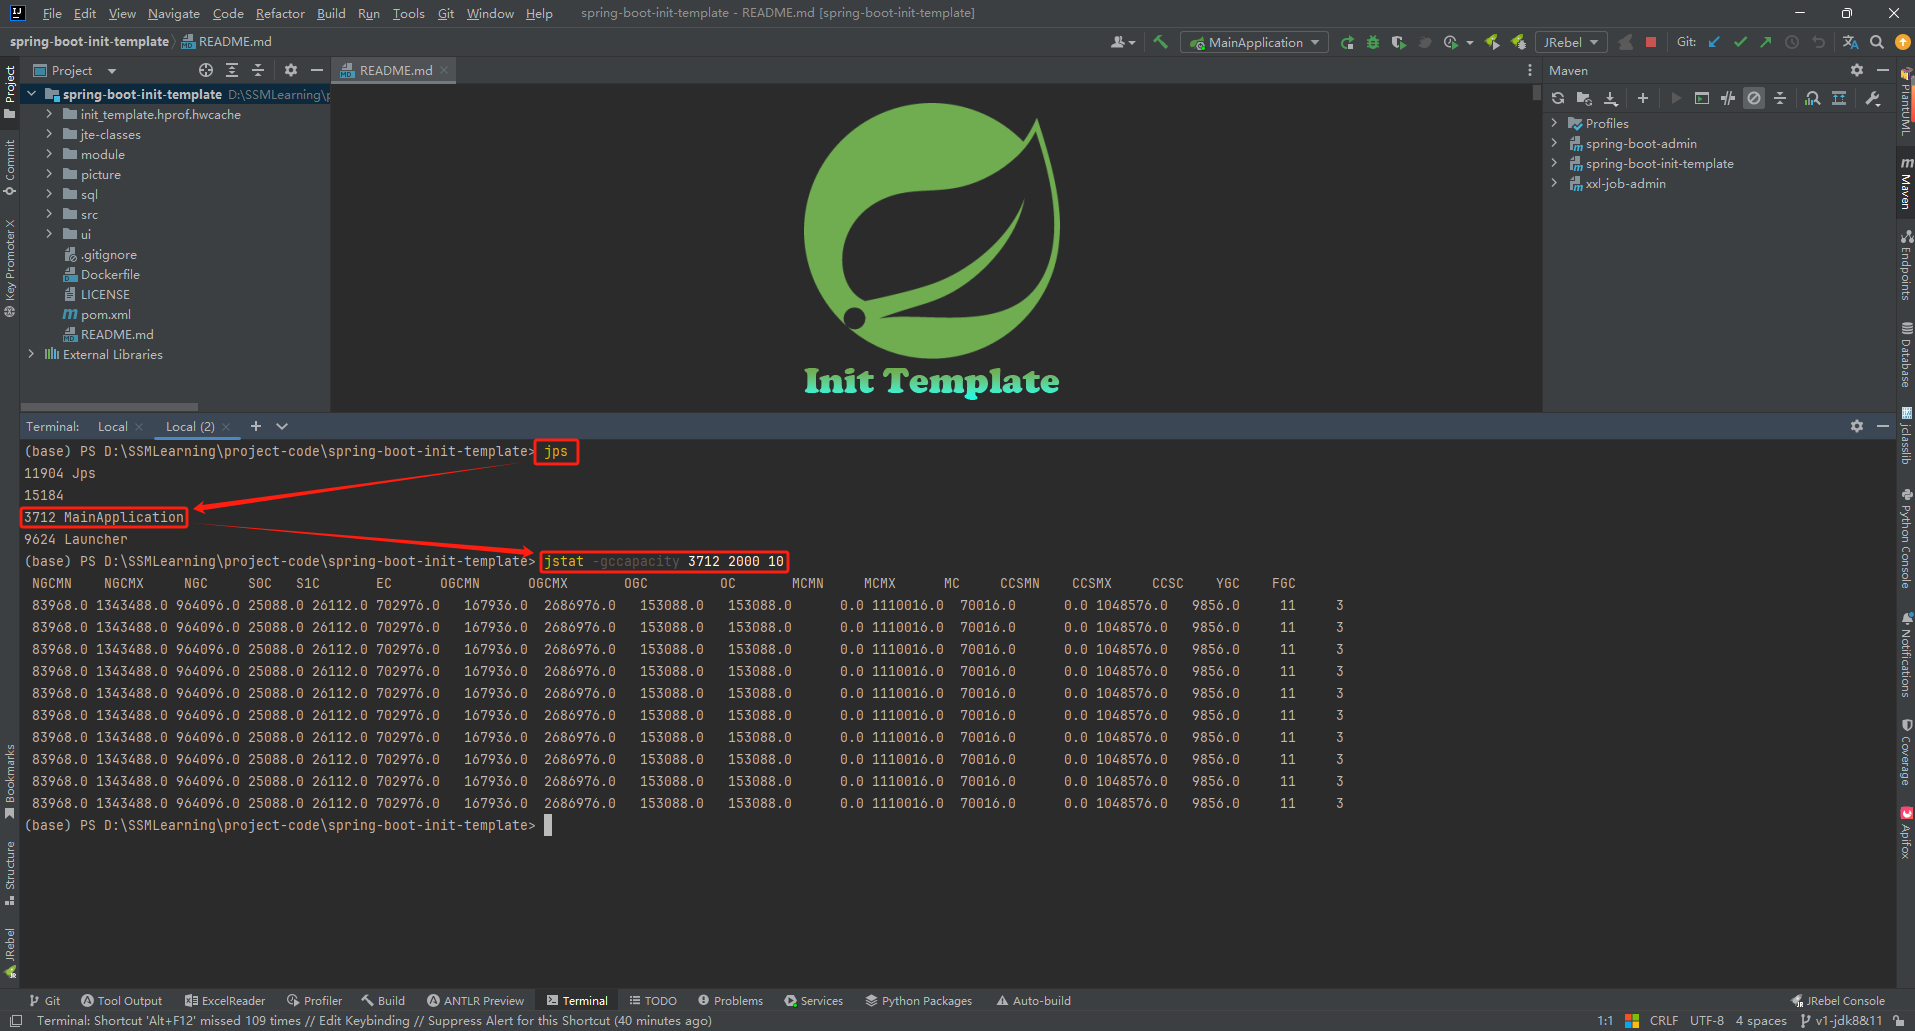 File Edit View Navigate Code Refactor Build Run Tools Git Window Help spring-boot-init-template - README.md [spring-boot-init-template]
spring-boot-init-template README.md MainApplication JRebel Git:
Project README.md Maven
spring-boot-init-template D:\SSMLearning\p
init_template.hprof.hwcache
jte-classes
module
picture
sql
src
ui
.gitignore
Dockerfile
LICENSE
pom.xml
README.md
External Libraries
Init Template
Profiles
spring-boot-admin
spring-boot-init-template
xxl-job-admin
Project
Commit
Key Promoter X
Bookmarks
Structure
JRebel
PlantUML
Maven
Endpoints
Database
jclasslib
Python Console
Notifications
Coverage
Apifox
Terminal: Local Local (2)
(base) PS D:\SSMLearning\project-code\spring-boot-init-template> jps
11904 Jps
15184
3712 MainApplication
9624 Launcher
(base) PS D:\SSMLearning\project-code\spring-boot-init-template> jstat -gccapacity 3712 2000 10
NGCMN NGCMX NGC S0C S1C EC OGCMN OGCMX OGC OC MCMN MCMX MC CCSMN CCSMX CCSC YGC FGC
83968.0 1343488.0 964096.0 25088.0 26112.0 702976.0 167936.0 2686976.0 153088.0 153088.0 0.0 1110016.0 70016.0 0.0 1048576.0 9856.0 11 3
83968.0 1343488.0 964096.0 25088.0 26112.0 702976.0 167936.0 2686976.0 153088.0 153088.0 0.0 1110016.0 70016.0 0.0 1048576.0 9856.0 11 3
83968.0 1343488.0 964096.0 25088.0 26112.0 702976.0 167936.0 2686976.0 153088.0 153088.0 0.0 1110016.0 70016.0 0.0 1048576.0 9856.0 11 3
83968.0 1343488.0 964096.0 25088.0 26112.0 702976.0 167936.0 2686976.0 153088.0 153088.0 0.0 1110016.0 70016.0 0.0 1048576.0 9856.0 11 3
83968.0 1343488.0 964096.0 25088.0 26112.0 702976.0 167936.0 2686976.0 153088.0 153088.0 0.0 1110016.0 70016.0 0.0 1048576.0 9856.0 11 3
83968.0 1343488.0 964096.0 25088.0 26112.0 702976.0 167936.0 2686976.0 153088.0 153088.0 0.0 1110016.0 70016.0 0.0 1048576.0 9856.0 11 3
83968.0 1343488.0 964096.0 25088.0 26112.0 702976.0 167936.0 2686976.0 153088.0 153088.0 0.0 1110016.0 70016.0 0.0 1048576.0 9856.0 11 3
83968.0 1343488.0 964096.0 25088.0 26112.0 702976.0 167936.0 2686976.0 153088.0 153088.0 0.0 1110016.0 70016.0 0.0 1048576.0 9856.0 11 3
83968.0 1343488.0 964096.0 25088.0 26112.0 702976.0 167936.0 2686976.0 153088.0 153088.0 0.0 1110016.0 70016.0 0.0 1048576.0 9856.0 11 3
83968.0 1343488.0 964096.0 25088.0 26112.0 702976.0 167936.0 2686976.0 153088.0 153088.0 0.0 1110016.0 70016.0 0.0 1048576.0 9856.0 11 3
(base) PS D:\SSMLearning\project-code\spring-boot-init-template>
Git Tool Output ExcelReader Profiler Build ANTLR Preview Terminal TODO Problems Services Python Packages Auto-build JRebel Console
Terminal: Shortcut 'Alt+F12' missed 109 times // Edit Keybinding // Suppress Alert for this Shortcut (40 minutes ago) 1:1 CRLF UTF-8 4 spaces v1-jdk8&11